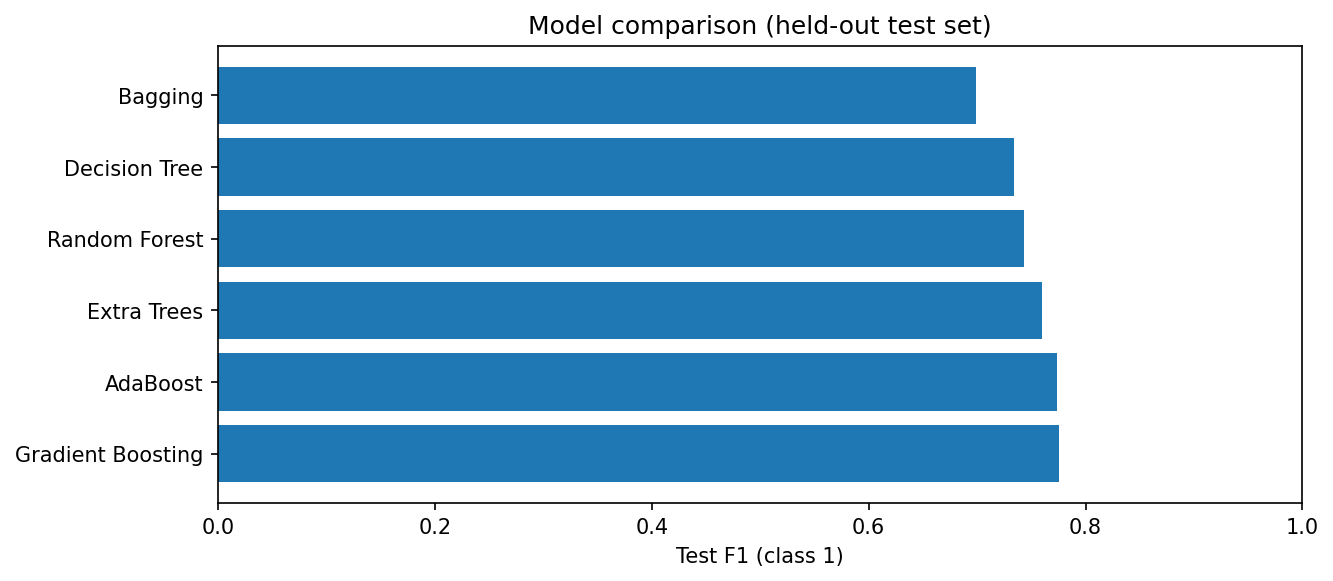 Model comparison (held-out test set)
Bagging
Decision Tree
Random Forest
Extra Trees
AdaBoost
Gradient Boosting
0.0 0.2 0.4 0.6 0.8 1.0
Test F1 (class 1)